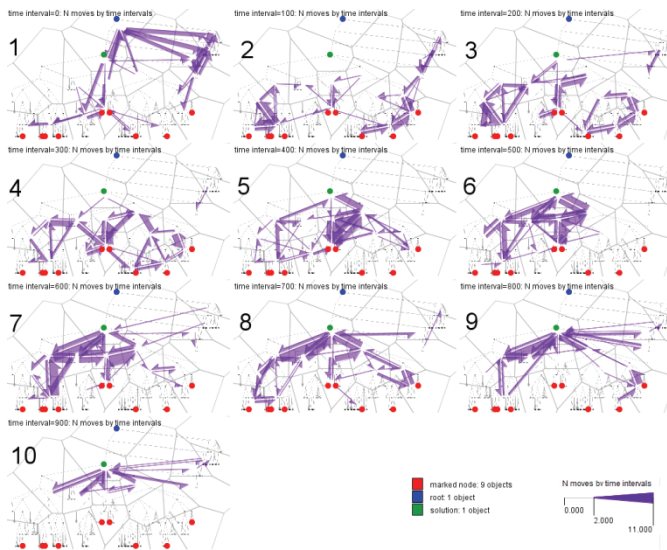 time interval=0: N moves by time intervals
1
time interval=100: N moves by time intervals
2
time interval=200: N moves by time intervals
3
time interval=300: N moves by time intervals
4
time interval=400: N moves by time intervals
5
time interval=500: N moves by time intervals
6
time interval=600: N moves by time intervals
7
time interval=700: N moves by time intervals
8
time interval=800: N moves by time intervals
9
time interval=900: N moves by time intervals
10
marked node: 9 objects
root: 1 object
solution: 1 object
N moves by time intervals
0.000
2.000
11.000